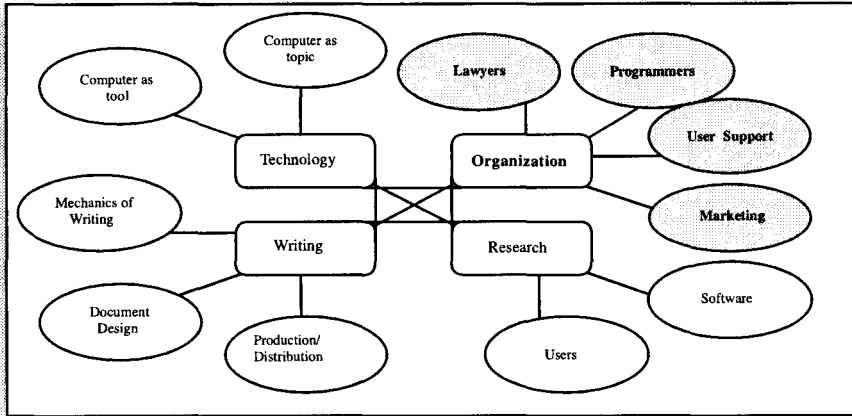 Computer as
topic
Computer as
tool
Lawyers
Programmers
User Support
Technology
Organization
Mechanics of
Writing
Marketing
Writing
Research
Document
Design
Production/
Distribution
Users
Software